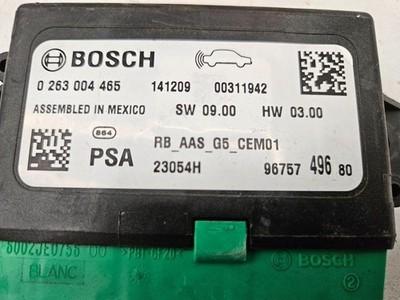 BOSCH
0 263 004 465 141209 00311942
ASSEMBLED IN MEXICO SW 09.00 HW 03.00
864
PSA
RB_AAS_G5_CEM01
23054H 96757 496 80
BLANC
BOSCH